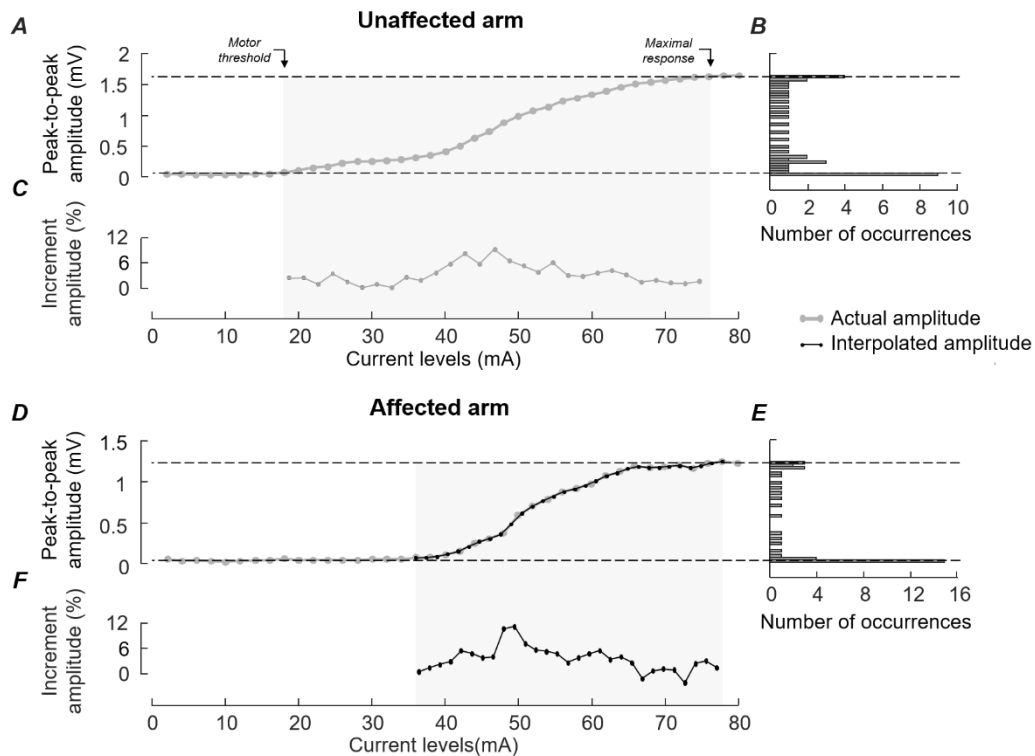 A
Unaffected arm
B
Motor
threshold
Maximal
response
Peak-to-peak
amplitude (mV)
2
1.5
1
0.5
0
0 2 4 6 8 10
Number of occurrences
C
Increment
amplitude (%)
12
6
0
0 10 20 30 40 50 60 70 80
Current levels (mA)
Actual amplitude
Interpolated amplitude
D
Affected arm
E
Peak-to-peak
amplitude (mV)
1.5
1
0.5
0
0 4 8 12 16
Number of occurrences
F
Increment
amplitude (%)
12
6
0
0 10 20 30 40 50 60 70 80
Current levels(mA)